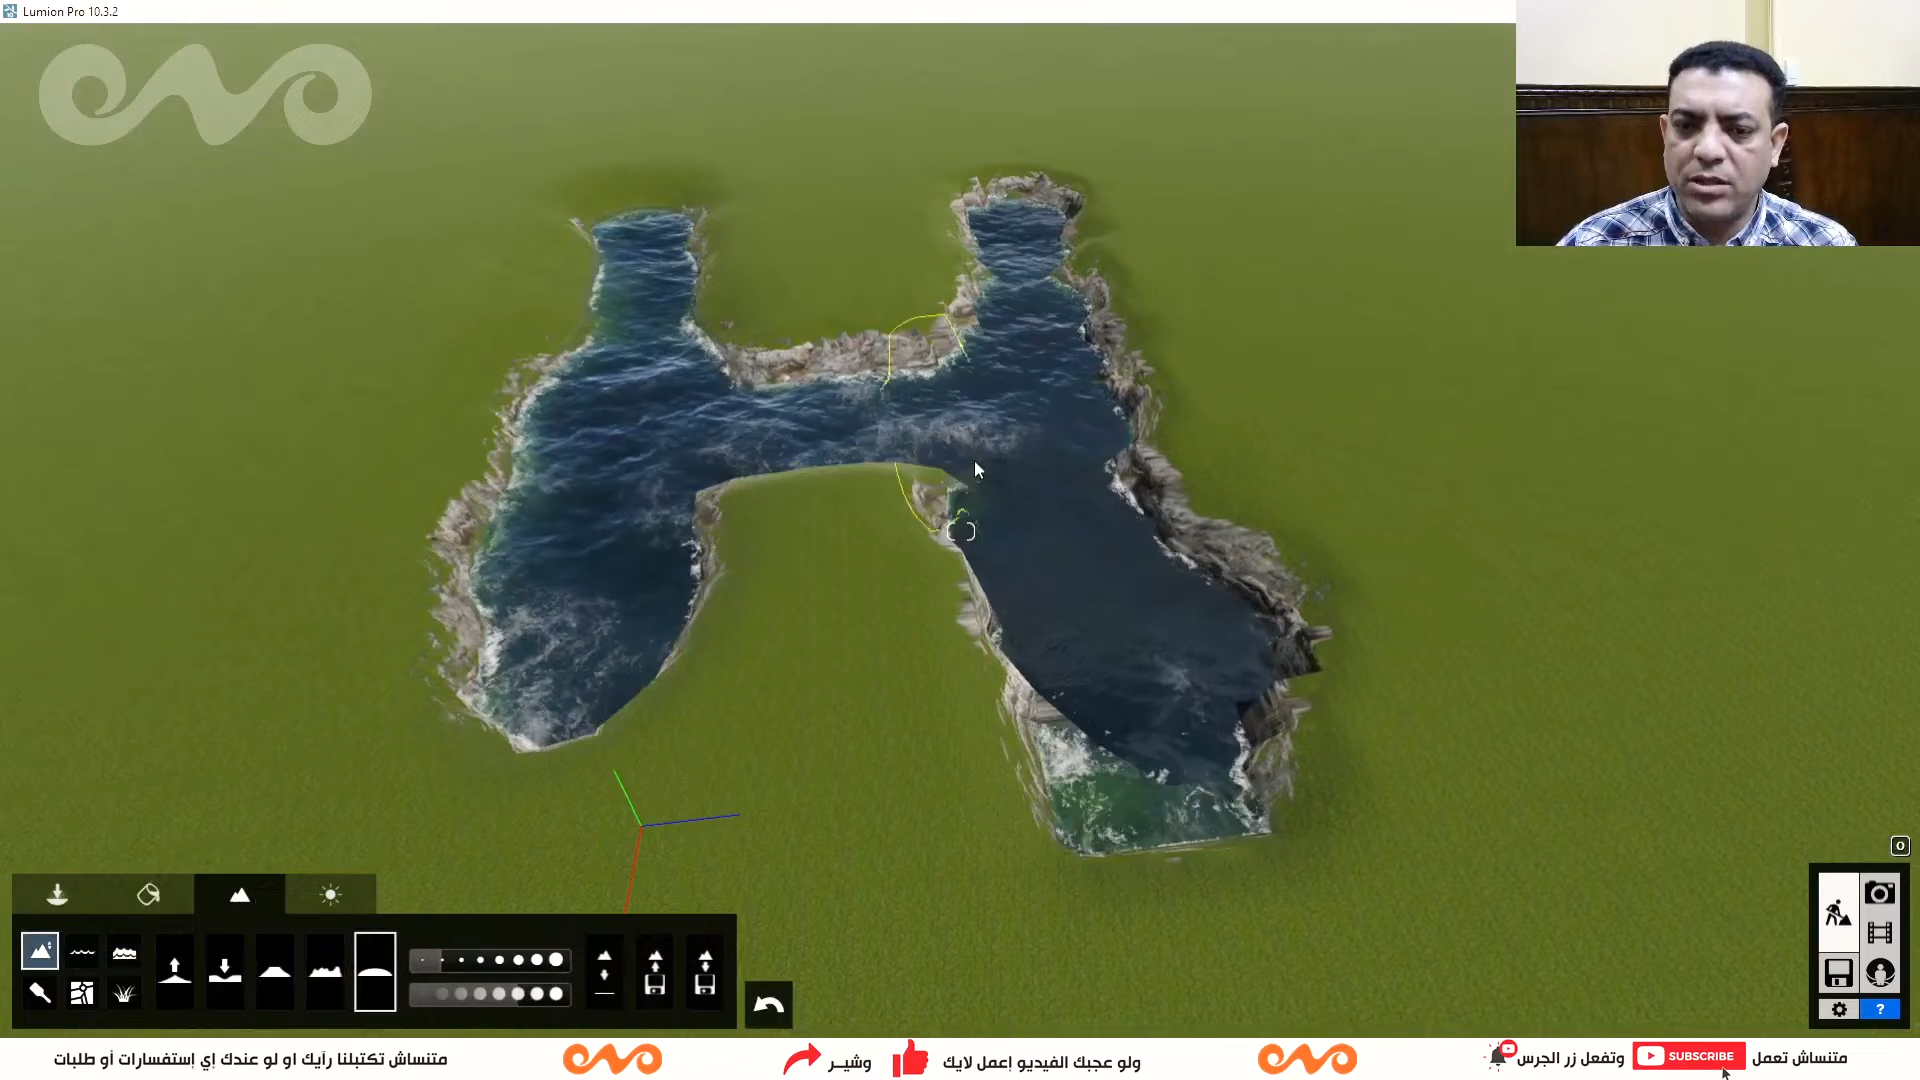 Lumion Pro 10.3.2
O
?
متنساش تكتبلنا رأيك او لو عندك إي إستفسارات أو طلبات
وشيــر
ولو عجبك الفيديو إعمل لايك
وتفعل زر الجرس
SUBSCRIBE
متنساش تعمل